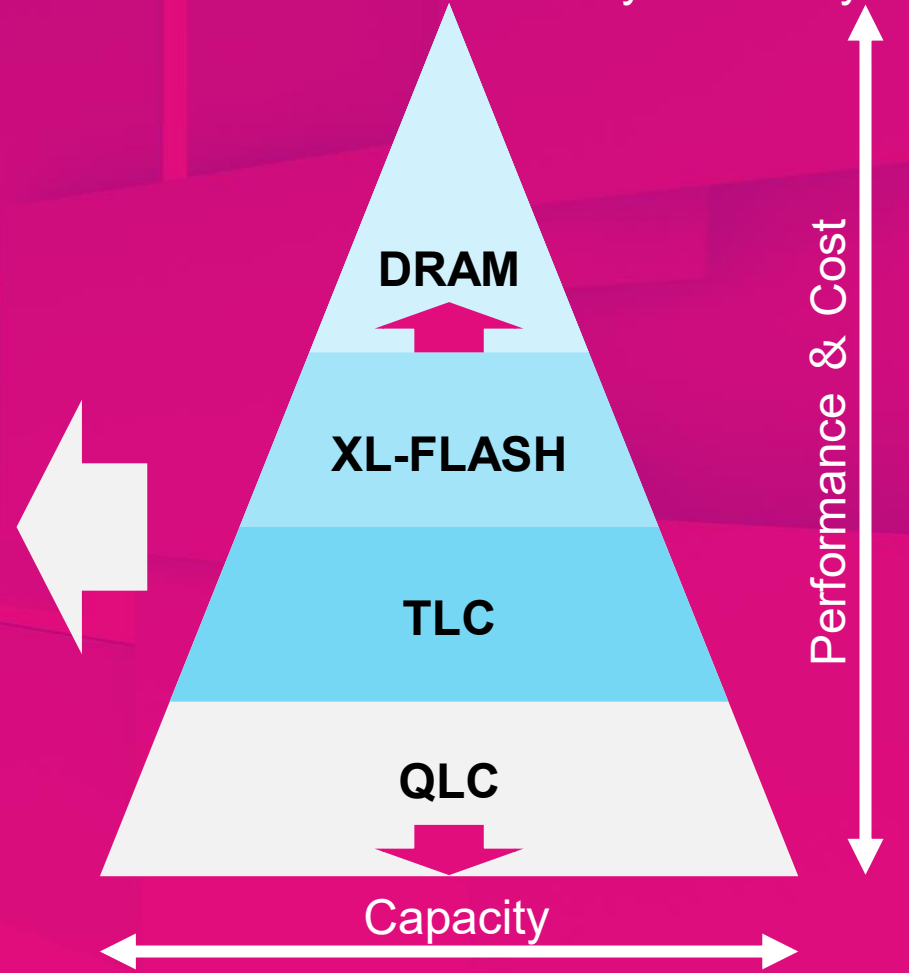 DRAM
XL-FLASH
TLC
QLC
Performance & Cost
Capacity